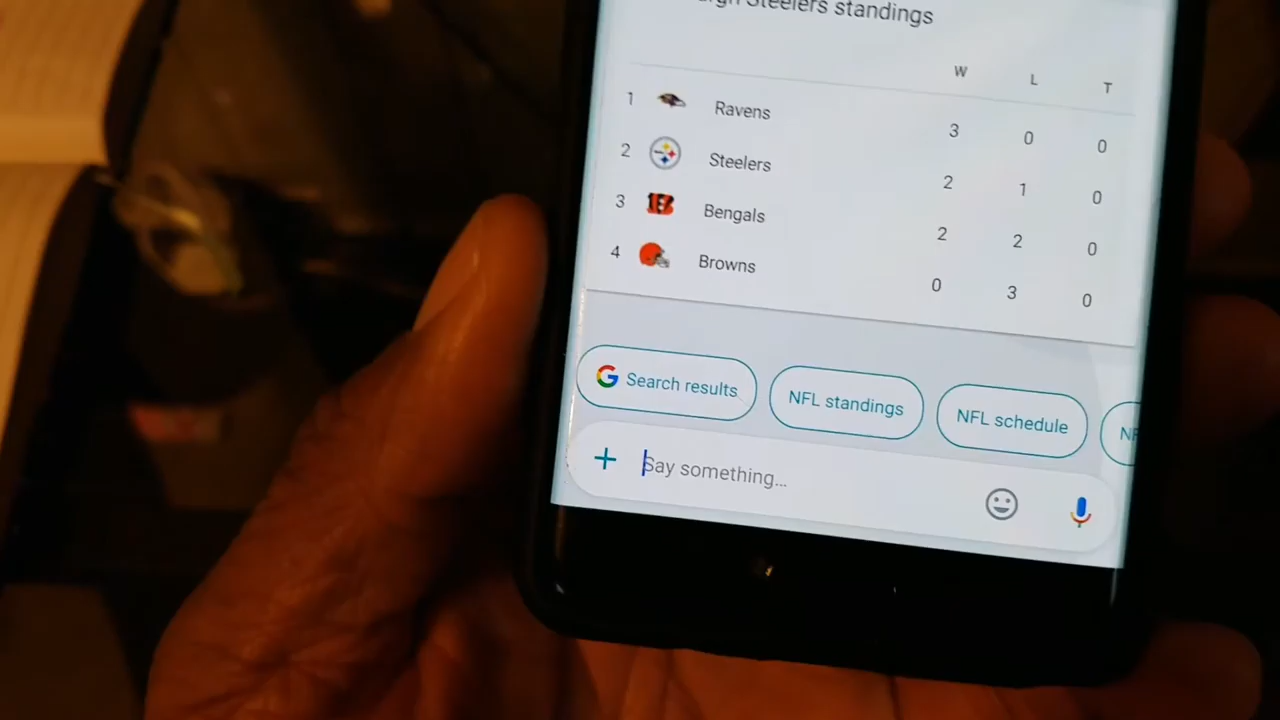 Steelers standings
W L T
1 Ravens 3 0 0
2 Steelers 2 1 0
3 Bengals 2 2 0
4 Browns 0 3 0
Search results NFL standings NFL schedule
Say something...